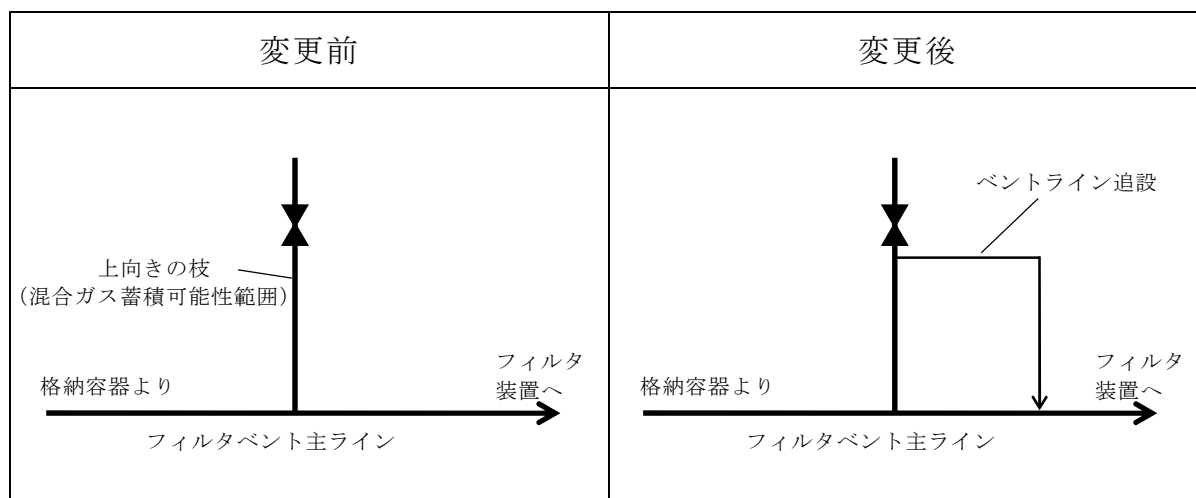 変更前
変更後
上向きの枝
（混合ガス蓄積可能性範囲）
格納容器より
フィルタ
装置へ
フィルタベント主ライン
ベントライン追設
格納容器より
フィルタ
装置へ
フィルタベント主ライン